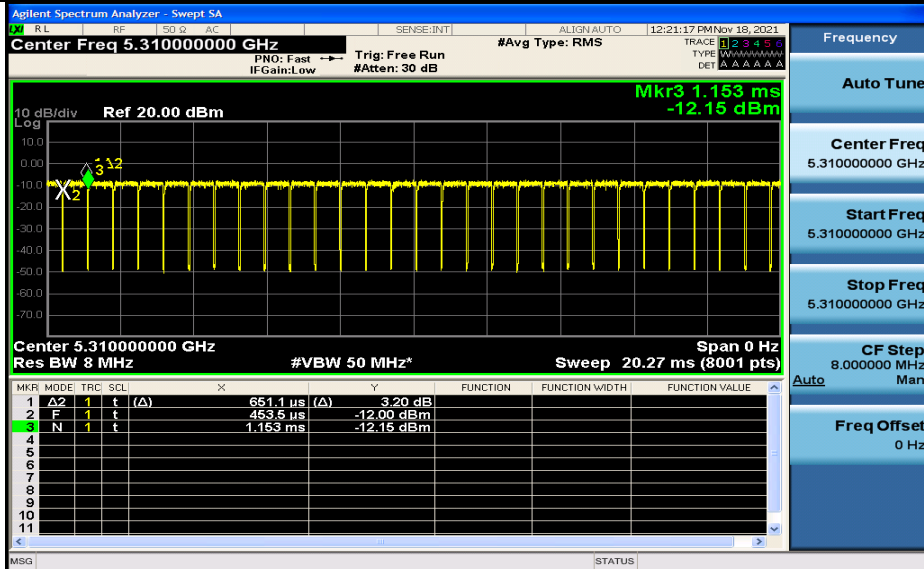 Agilent Spectrum Analyzer - Swept SA
LXI RL RF 50 Ω AC SENSE:INT ALIGNAUTO 12:21:17 PM Nov 18, 2021
Center Freq 5.310000000 GHz #Avg Type: RMS TRACE 1 2 3 4 5 6
PNO: Fast Trig: Free Run TYPE
IFGain:Low #Atten: 30 dB DET A A A A A A
Mkr3 1.153 ms
10 dB/div Ref 20.00 dBm -12.15 dBm
Log
10.0
0.00
-10.0
-20.0
-30.0
-40.0
-50.0
-60.0
-70.0
1Δ2
3
X2
Center 5.310000000 GHz Span 0 Hz
Res BW 8 MHz #VBW 50 MHz* Sweep 20.27 ms (8001 pts)
MKR MODE TRC SCL X Y FUNCTION FUNCTION WIDTH FUNCTION VALUE
1 Δ2 1 t (Δ) 651.1 µs (Δ) 3.20 dB
2 F 1 t 453.5 µs -12.00 dBm
3 N 1 t 1.153 ms -12.15 dBm
4
5
6
7
8
9
10
11
MSG STATUS
Frequency
Auto Tune
Center Freq
5.310000000 GHz
Start Freq
5.310000000 GHz
Stop Freq
5.310000000 GHz
CF Step
8.000000 MHz
Auto Man
Freq Offset
0 Hz